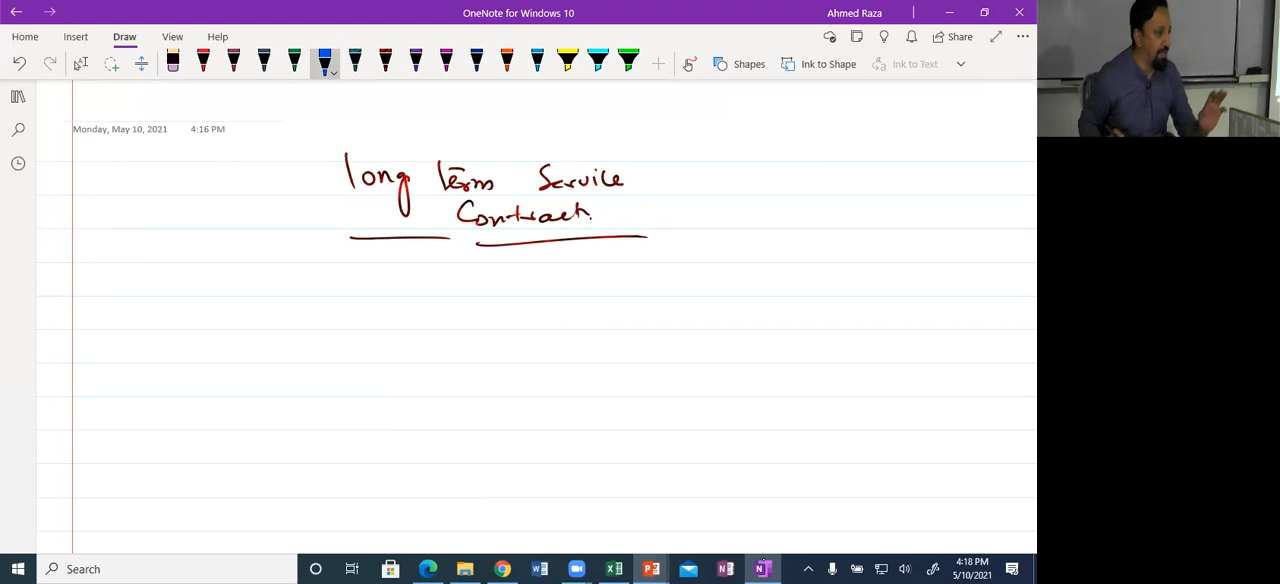 OneNote for Windows 10
Ahmed Raza
Home Insert Draw View Help
Share
Shapes Ink to Shape Ink to Text
Monday, May 10, 2021 4:16 PM
long term Service
Contract.
Search
4:18 PM
5/10/2021